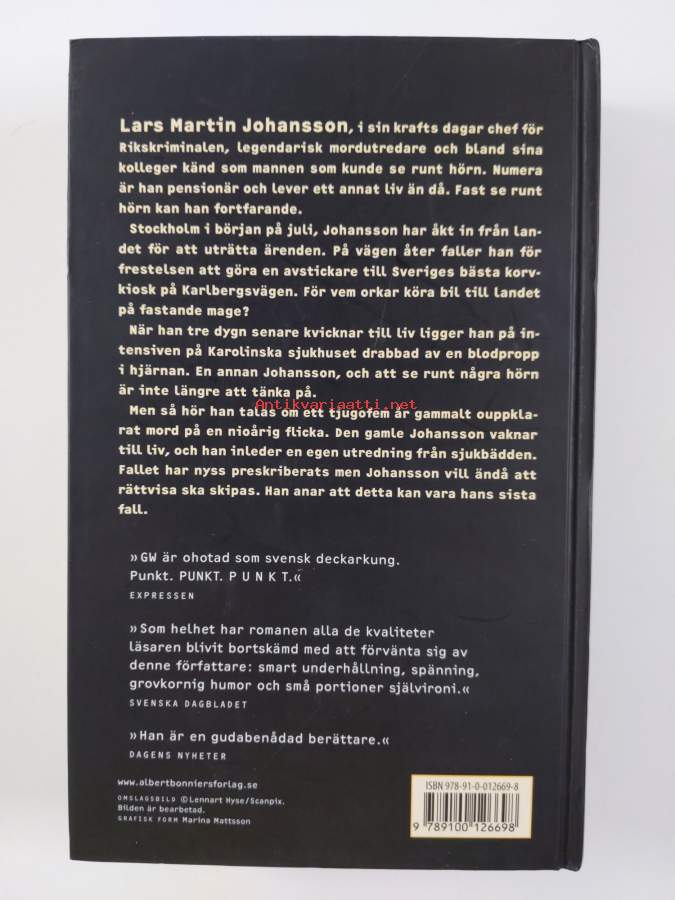 Lars Martin Johansson, i sin krafts dagar chef för
Rikskriminalen, legendarisk mordutredare och bland sina
kolleger känd som mannen som kunde se runt hörn. Numera
är han pensionär och lever ett annat liv än då. Fast se runt
hörn kan han fortfarande.
Stockholm i början på juli, Johansson har åkt in från lan-
det för att uträtta ärenden. På vägen åter faller han för
frestelsen att göra en avstickare till Sveriges bästa korv-
kiosk på Karlbergsvägen. För vem orkar köra bil till landet
på fastande mage?
När han tre dygn senare kvicknar till liv ligger han på in-
tensiven på Karolinska sjukhuset drabbad av en blodpropp
i hjärnan. En annan Johansson, och att se runt några hörn
är inte längre att tänka på.
Antikvariaatti.net
Men så hör han talas om ett tjugofem år gammalt ouppkla-
rat mord på en nioårig flicka. Den gamle Johansson vaknar
till liv, och han inleder en egen utredning från sjukbädden.
Fallet har nyss preskriberats men Johansson vill ändå att
rättvisa ska skipas. Han anar att detta kan vara hans sista
fall.
»GW är ohotad som svensk deckarkung.
Punkt. PUNKT. P U N K T.«
EXPRESSEN
»Som helhet har romanen alla de kvaliteter
läsaren blivit bortskämd med att förvänta sig av
denne författare: smart underhållning, spänning,
grovkornig humor och små portioner självironi.«
SVENSKA DAGBLADET
»Han är en gudabenådad berättare.«
DAGENS NYHETER
www.albertbonniersforlag.se
OMSLAGSBILD ©Lennart Hyse/Scanpix.
Bilden är bearbetad.
GRAFISK FORM Marina Mattsson
ISBN 978-91-0-012669-8
9 789100 126698